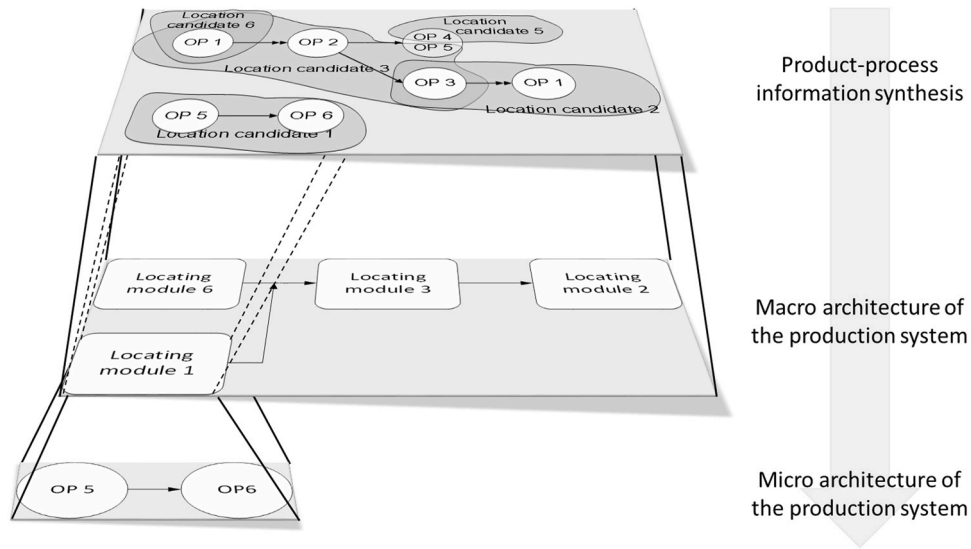 Location
candidate 6
OP 1
OP 2
OP 4
OP 5
Location
candidate 5
Location candidate 3
OP 3
OP 1
Location candidate 2
OP 5
OP 6
Location candidate 1
Product-process
information synthesis
Locating
module 6
Locating
module 3
Locating
module 2
Locating
module 1
Macro architecture of
the production system
OP 5
OP6
Micro architecture of
the production system